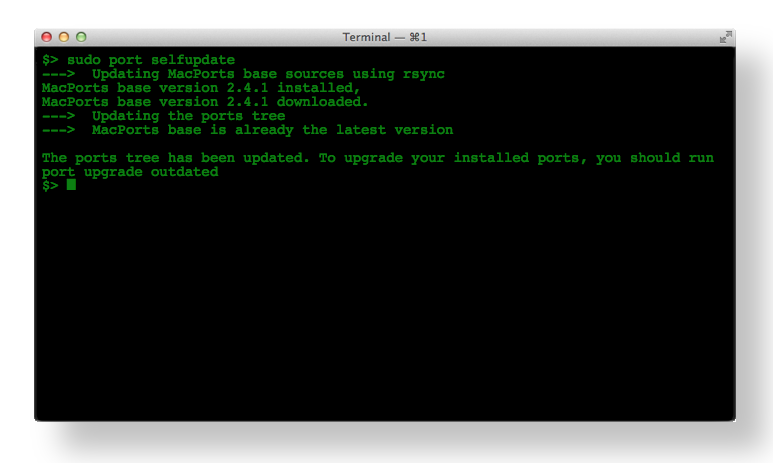 Terminal — ⌘1
$> sudo port selfupdate
--->  Updating MacPorts base sources using rsync
MacPorts base version 2.4.1 installed,
MacPorts base version 2.4.1 downloaded.
--->  Updating the ports tree
--->  MacPorts base is already the latest version
The ports tree has been updated. To upgrade your installed ports, you should run
port upgrade outdated
$>